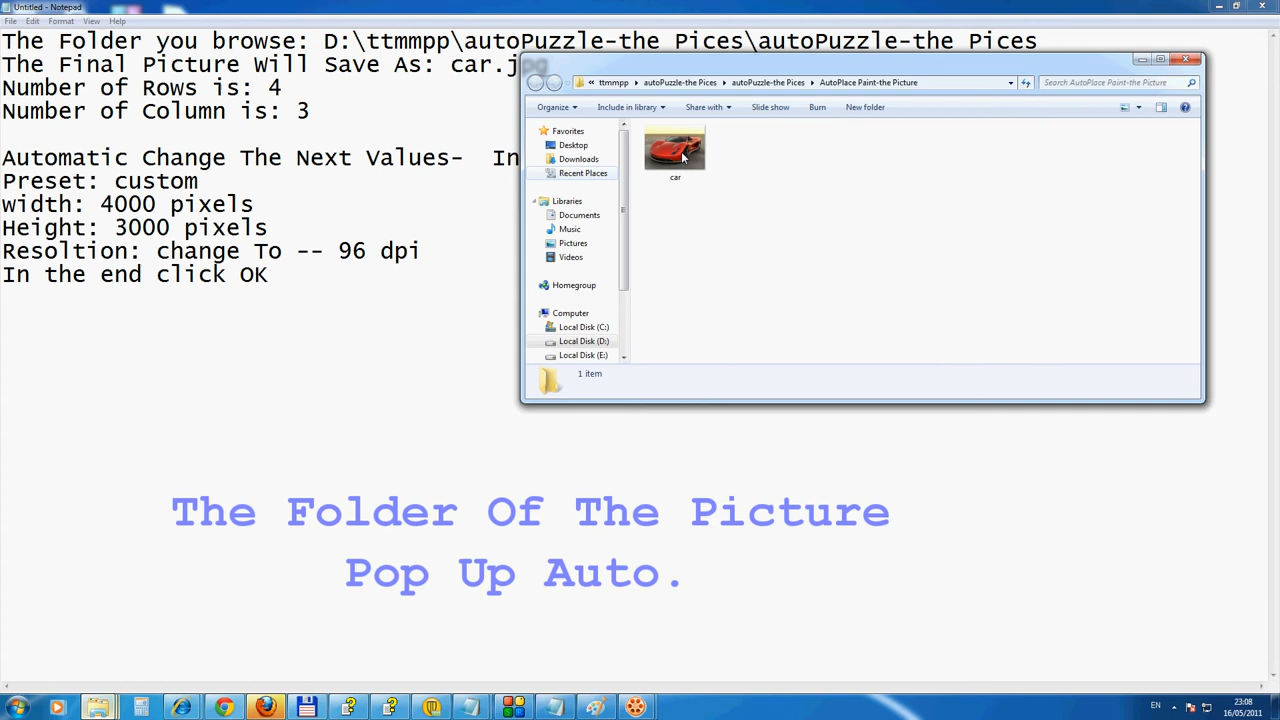 Untitled - Notepad
File Edit Format View Help
The Folder you browse: D:\ttmmpp\autoPuzzle-the Pices\autoPuzzle-the Pices
The Final Picture Will Save As: car.jpg
Number of Rows is: 4
Number of Column is: 3
Automatic Change The Next Values- In
Preset: custom
width: 4000 pixels
Height: 3000 pixels
Resoltion: change To -- 96 dpi
In the end click OK
« ttmmpp autoPuzzle-the Pices autoPuzzle-the Pices AutoPlace Paint-the Picture
Search AutoPlace Paint-the Picture
Organize Include in library Share with Slide show Burn New folder
Favorites
Desktop
Downloads
Recent Places
Libraries
Documents
Music
Pictures
Videos
Homegroup
Computer
Local Disk (C:)
Local Disk (D:)
Local Disk (E:)
car
1 item
The Folder Of The Picture
Pop Up Auto.
EN
23:08
16/05/2011